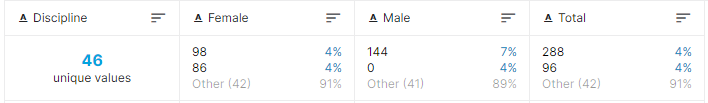 A Discipline
A Female
A Male
A Total
46
unique values
98 4%
86 4%
Other (42) 91%
144 7%
0 4%
Other (41) 89%
288 4%
96 4%
Other (42) 91%